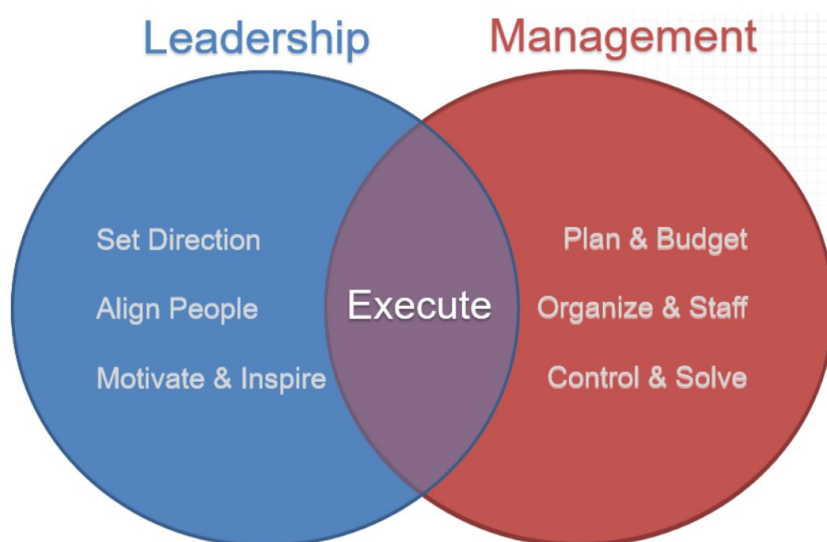 Leadership
Management
Set Direction
Align People
Motivate & Inspire
Execute
Plan & Budget
Organize & Staff
Control & Solve